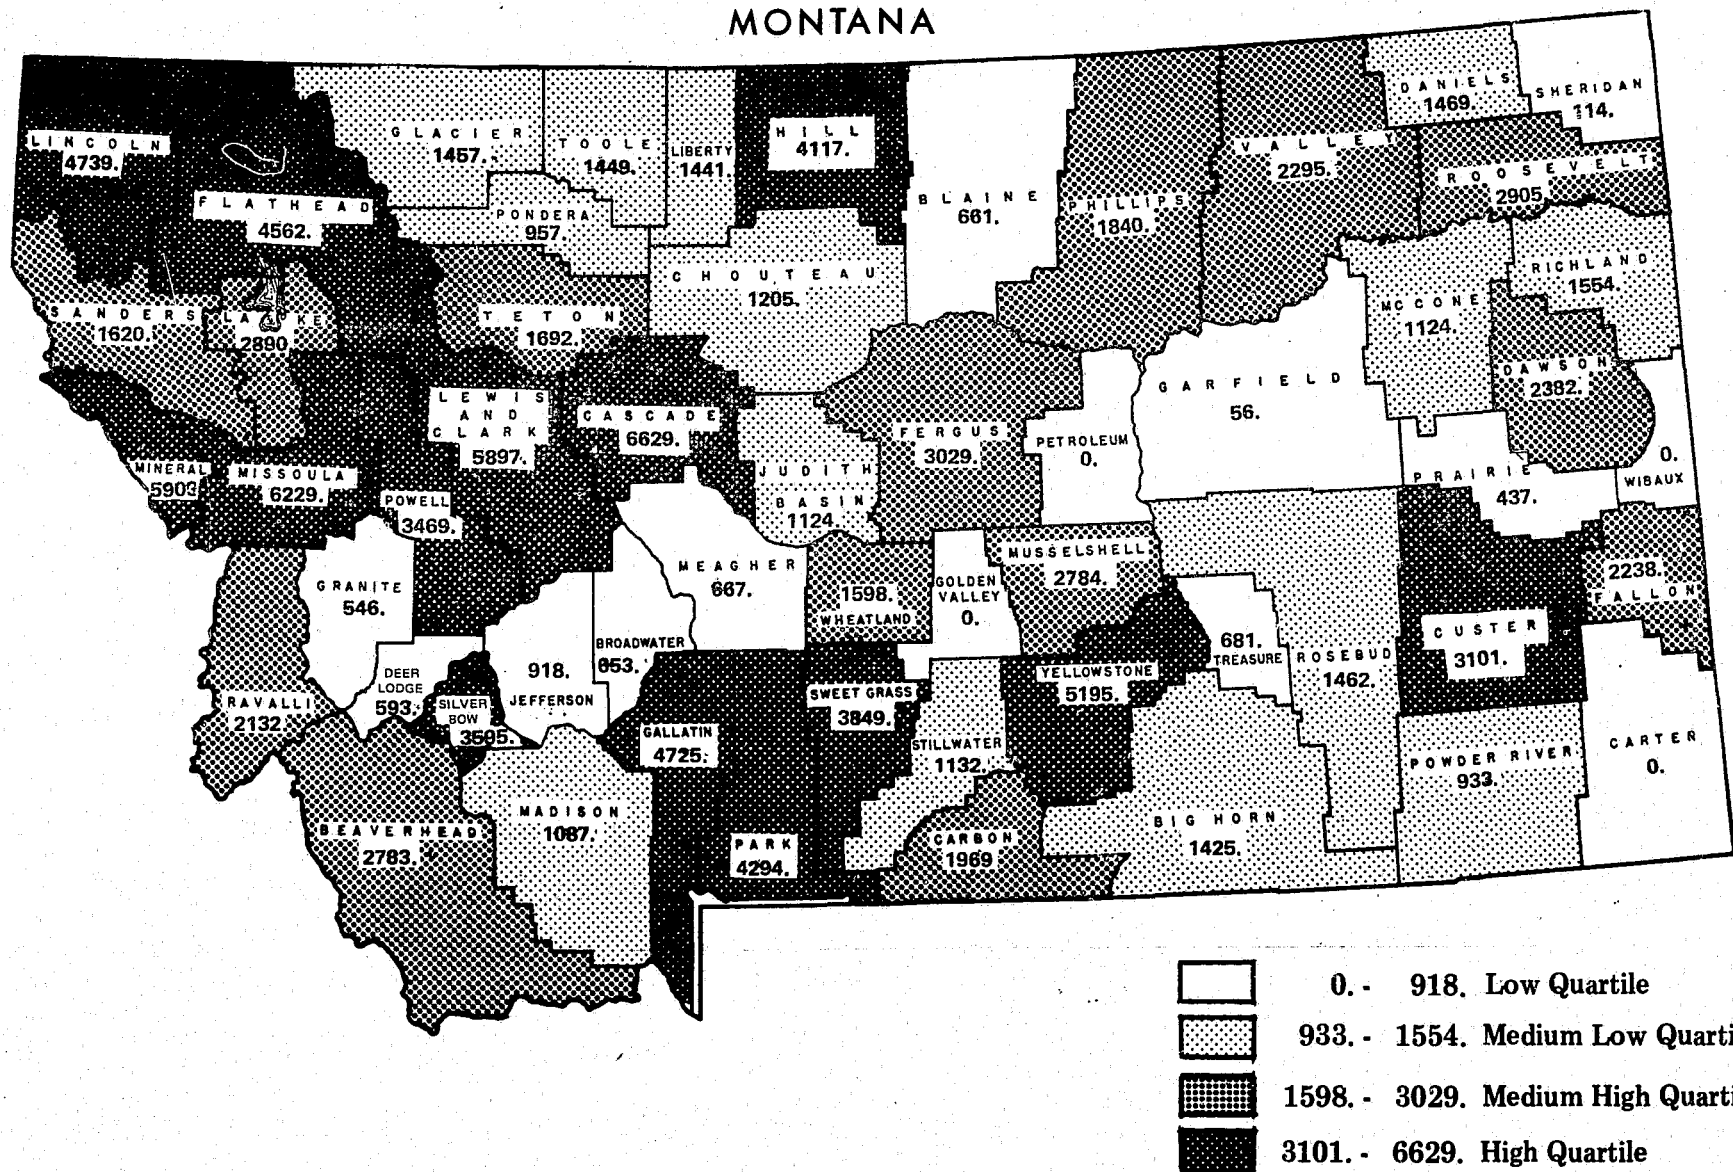 MONTANA
LINCOLN
4739.
FLATHEAD
4562.
GLACIER
1457.
TOOLE
1449.
LIBERTY
1441.
HILL
4117.
BLAINE
661.
PHILLIPS
1840.
VALLEY
2295.
DANIELS
1469.
SHERIDAN
114.
ROOSEVELT
2905
PONDERA
957.
CHOUTEAU
1205.
RICHLAND
1554.
MC CONE
1124.
SANDERS
1620.
LAKE
2890
TETON
1692.
DAWSON
2382.
GARFIELD
56.
LEWIS
AND
CLARK
5897.
CASCADE
6629.
FERGUS
3029.
PETROLEUM
0.
JUDITH
BASIN
1124.
PRAIRIE
437.
0.
WIBAUX
MINERAL
MISSOULA
6229.
POWELL
3469.
MEAGHER
667.
MUSSELSHELL
2784.
GOLDEN
VALLEY
0.
1598.
WHEATLAND
GRANITE
546.
2238.
FALLON
BROADWATER
653.
681.
TREASURE
ROSEBUD
1462.
CUSTER
3101.
DEER
LODGE
593.
918.
JEFFERSON
RAVALLI
2132.
SILVER
BOW
YELLOWSTONE
5195.
SWEET GRASS
3849.
GALLATIN
4725.
STILLWATER
1132.
POWDER RIVER
933.
CARTER
0.
MADISON
1087.
BEAVERHEAD
2783.
PARK
4294.
CARBON
1969
BIG HORN
1425.
0. - 918. Low Quartile
933. - 1554. Medium Low Quarti
1598. - 3029. Medium High Quarti
3101. - 6629. High Quartile